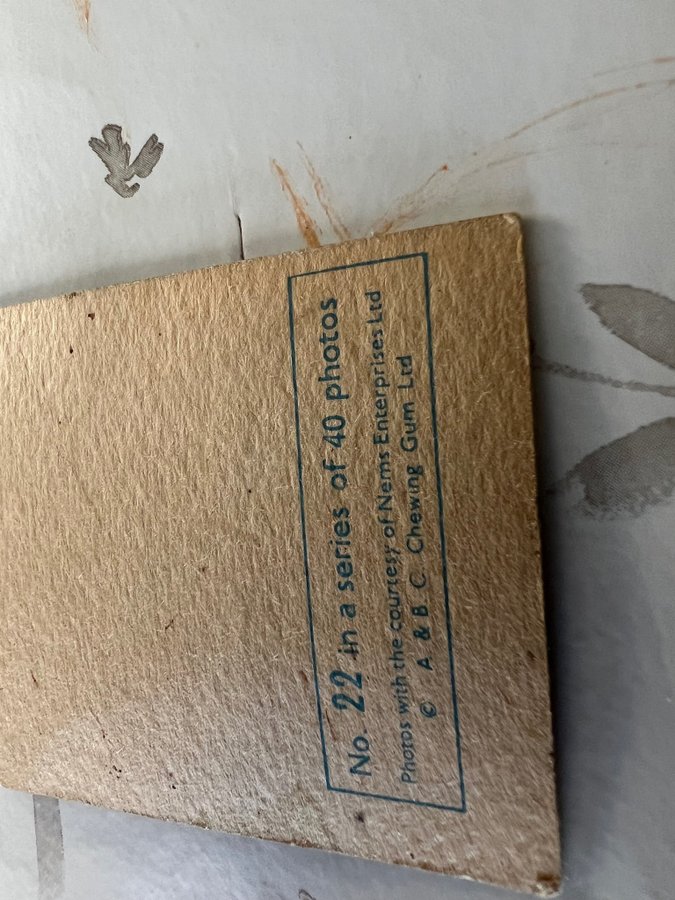 No. 22 in a series of 40 photos
Photos with the courtesy of Nems Enterprises Ltd
© A & B C Chewing Gum Ltd